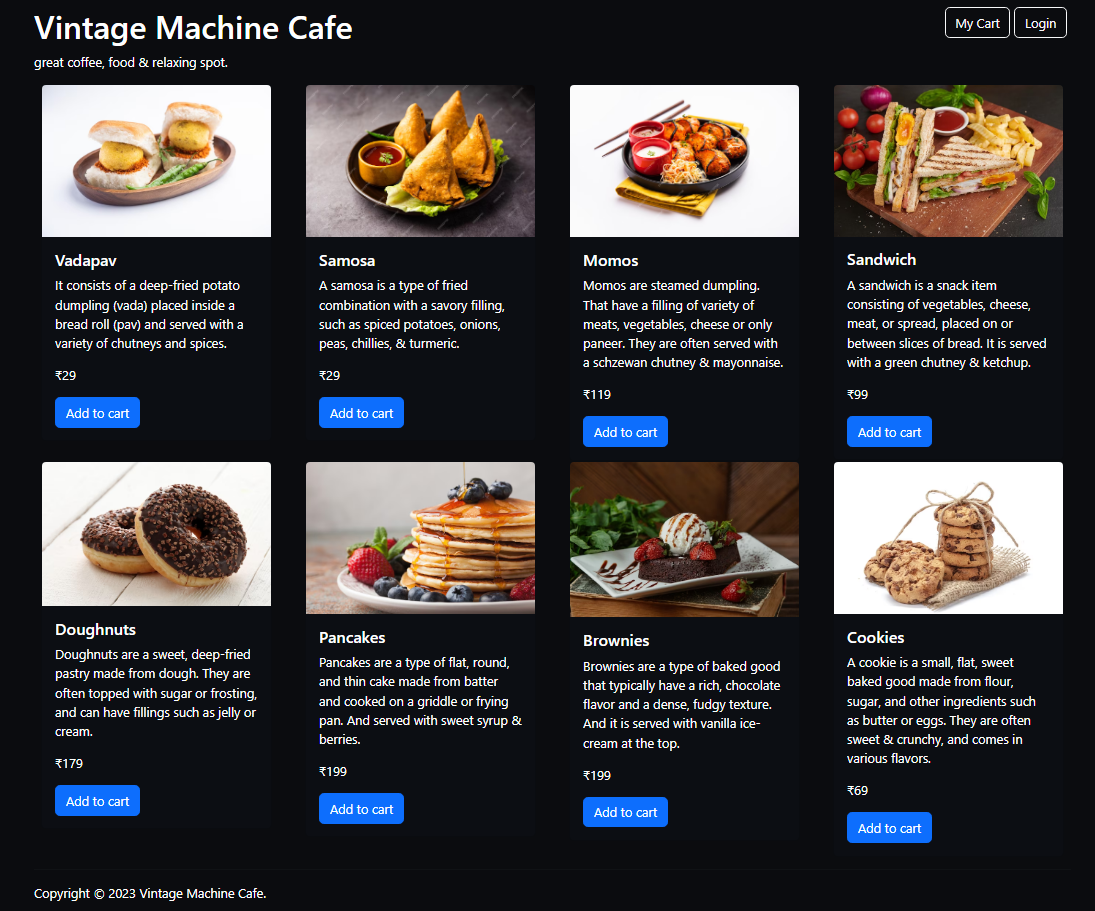 Vintage Machine Cafe
My Cart
Login
great coffee, food & relaxing spot.
Vadapav
It consists of a deep-fried potato
dumpling (vada) placed inside a
bread roll (pav) and served with a
variety of chutneys and spices.
₹29
Add to cart
Samosa
A samosa is a type of fried
combination with a savory filling,
such as spiced potatoes, onions,
peas, chillies, & turmeric.
₹29
Add to cart
Momos
Momos are steamed dumpling.
That have a filling of variety of
meats, vegetables, cheese or only
paneer. They are often served with
a schzewan chutney & mayonnaise.
₹119
Add to cart
Sandwich
A sandwich is a snack item
consisting of vegetables, cheese,
meat, or spread, placed on or
between slices of bread. It is served
with a green chutney & ketchup.
₹99
Add to cart
Doughnuts
Doughnuts are a sweet, deep-fried
pastry made from dough. They are
often topped with sugar or frosting,
and can have fillings such as jelly or
cream.
₹179
Add to cart
Pancakes
Pancakes are a type of flat, round,
and thin cake made from batter
and cooked on a griddle or frying
pan. And served with sweet syrup &
berries.
₹199
Add to cart
Brownies
Brownies are a type of baked good
that typically have a rich, chocolate
flavor and a dense, fudgy texture.
And it is served with vanilla ice-
cream at the top.
₹199
Add to cart
Cookies
A cookie is a small, flat, sweet
baked good made from flour,
sugar, and other ingredients such
as butter or eggs. They are often
sweet & crunchy, and comes in
various flavors.
₹69
Add to cart
Copyright © 2023 Vintage Machine Cafe.